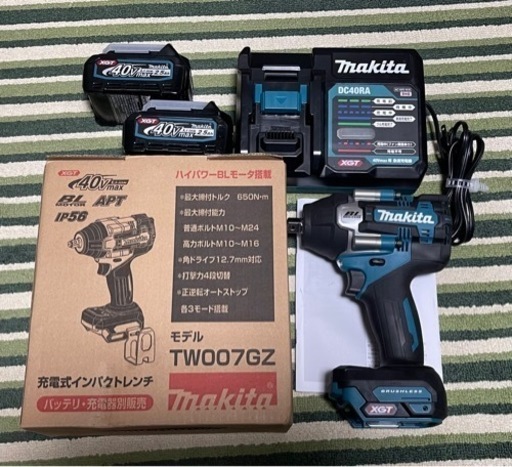 XGT 40Vmax 2.5Ah
XGT 40Vmax 2.5Ah
makita
DC40RA
XGT
XGT
40Vmax
BL MOTOR APT
IP56
ハイパワーBLモータ搭載
●最大締付トルク 650N・m
●最大締付能力
普通ボルトM10～M24
高力ボルトM10～M16
●角ドライブ12.7mm対応
●打撃力4段切替
●正逆転オートストップ
各3モード搭載
モデル
TW007GZ
充電式インパクトレンチ
バッテリ・充電器別販売
makita
BL
makita
BRUSHLESS
XGT